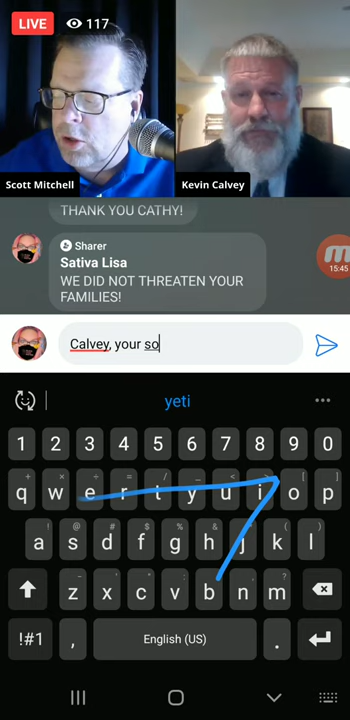 LIVE 117
Scott Mitchell
Kevin Calvey
THANK YOU CATHY!
Sharer
Sativa Lisa
WE DID NOT THREATEN YOUR
FAMILIES!
15:45
Calvey, your so
yeti
1 2 3 4 5 6 7 8 9 0
q w e r t y u i o p
a s d f g h j k l
z x c v b n m
!#1 , English (US) .